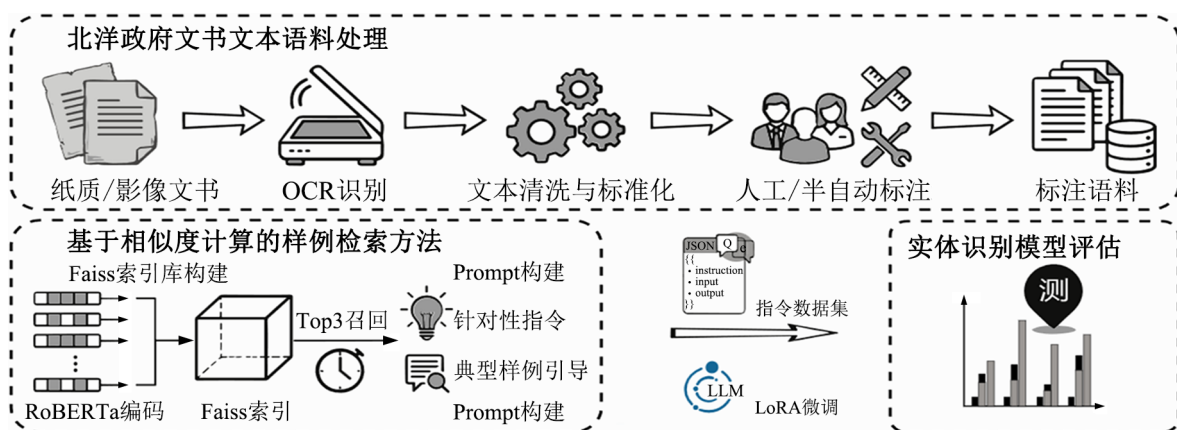 北洋政府文书文本语料处理
纸质/影像文书
OCR识别
文本清洗与标准化
人工/半自动标注
标注语料
基于相似度计算的样例检索方法
Faiss索引库构建
RoBERTa编码
Faiss索引
Top3召回
Prompt构建
针对性指令
典型样例引导
Prompt构建
JSON
Q
e
{{
• instruction
• input
• output
}}
指令数据集
LLM
LoRA微调
实体识别模型评估
测